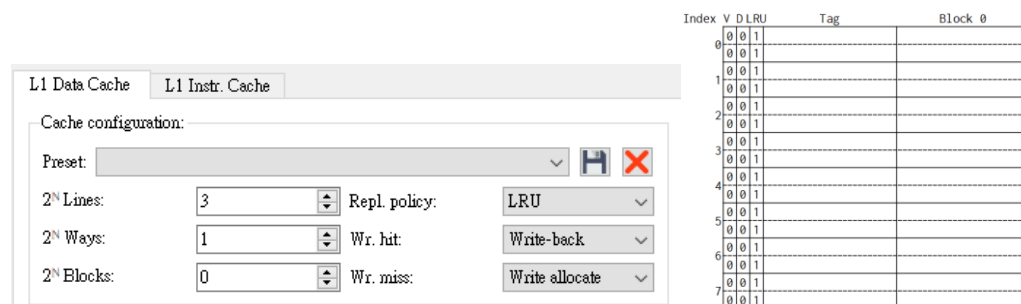 L1 Data Cache L1 Instr. Cache
Cache configuration:
Preset:
2^N Lines: 3 Repl. policy: LRU
2^N Ways: 1 Wr. hit: Write-back
2^N Blocks: 0 Wr. miss: Write allocate
Index V D LRU Tag Block 0
0 0 0 1
0 0 1
1 0 0 1
0 0 1
2 0 0 1
0 0 1
3 0 0 1
0 0 1
4 0 0 1
0 0 1
5 0 0 1
0 0 1
6 0 0 1
0 0 1
7 0 0 1
0 0 1